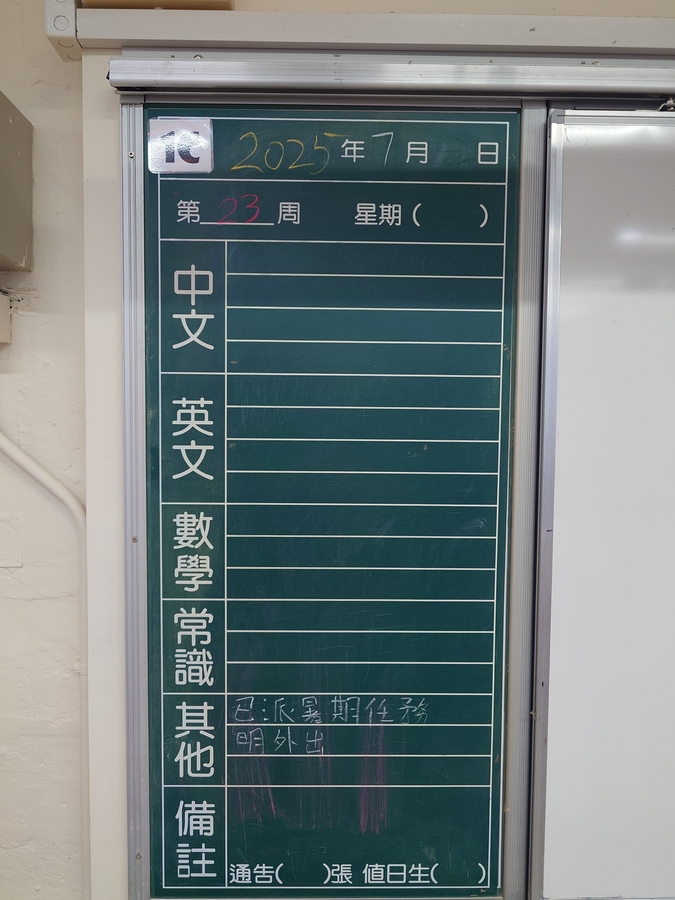 1C 2025年7月 日
第23周 星期( )
中文
英文
數學
常識
其他
已派暑期任務
明外出
備註
通告( )張 值日生( )